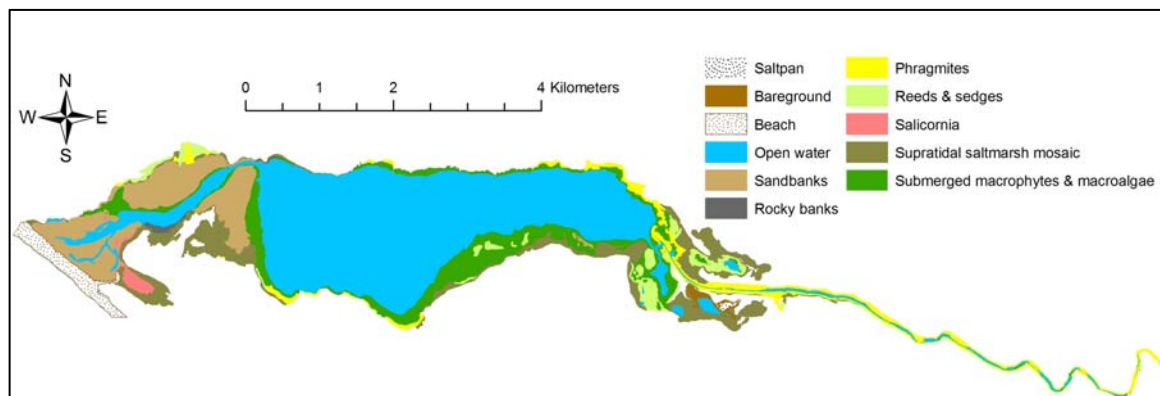 N
W E
S
0 1 2 4 Kilometers
Saltpan
Bareground
Beach
Open water
Sandbanks
Rocky banks
Phragmites
Reeds & sedges
Salicornia
Supratidal saltmarsh mosaic
Submerged macrophytes & macroalgae